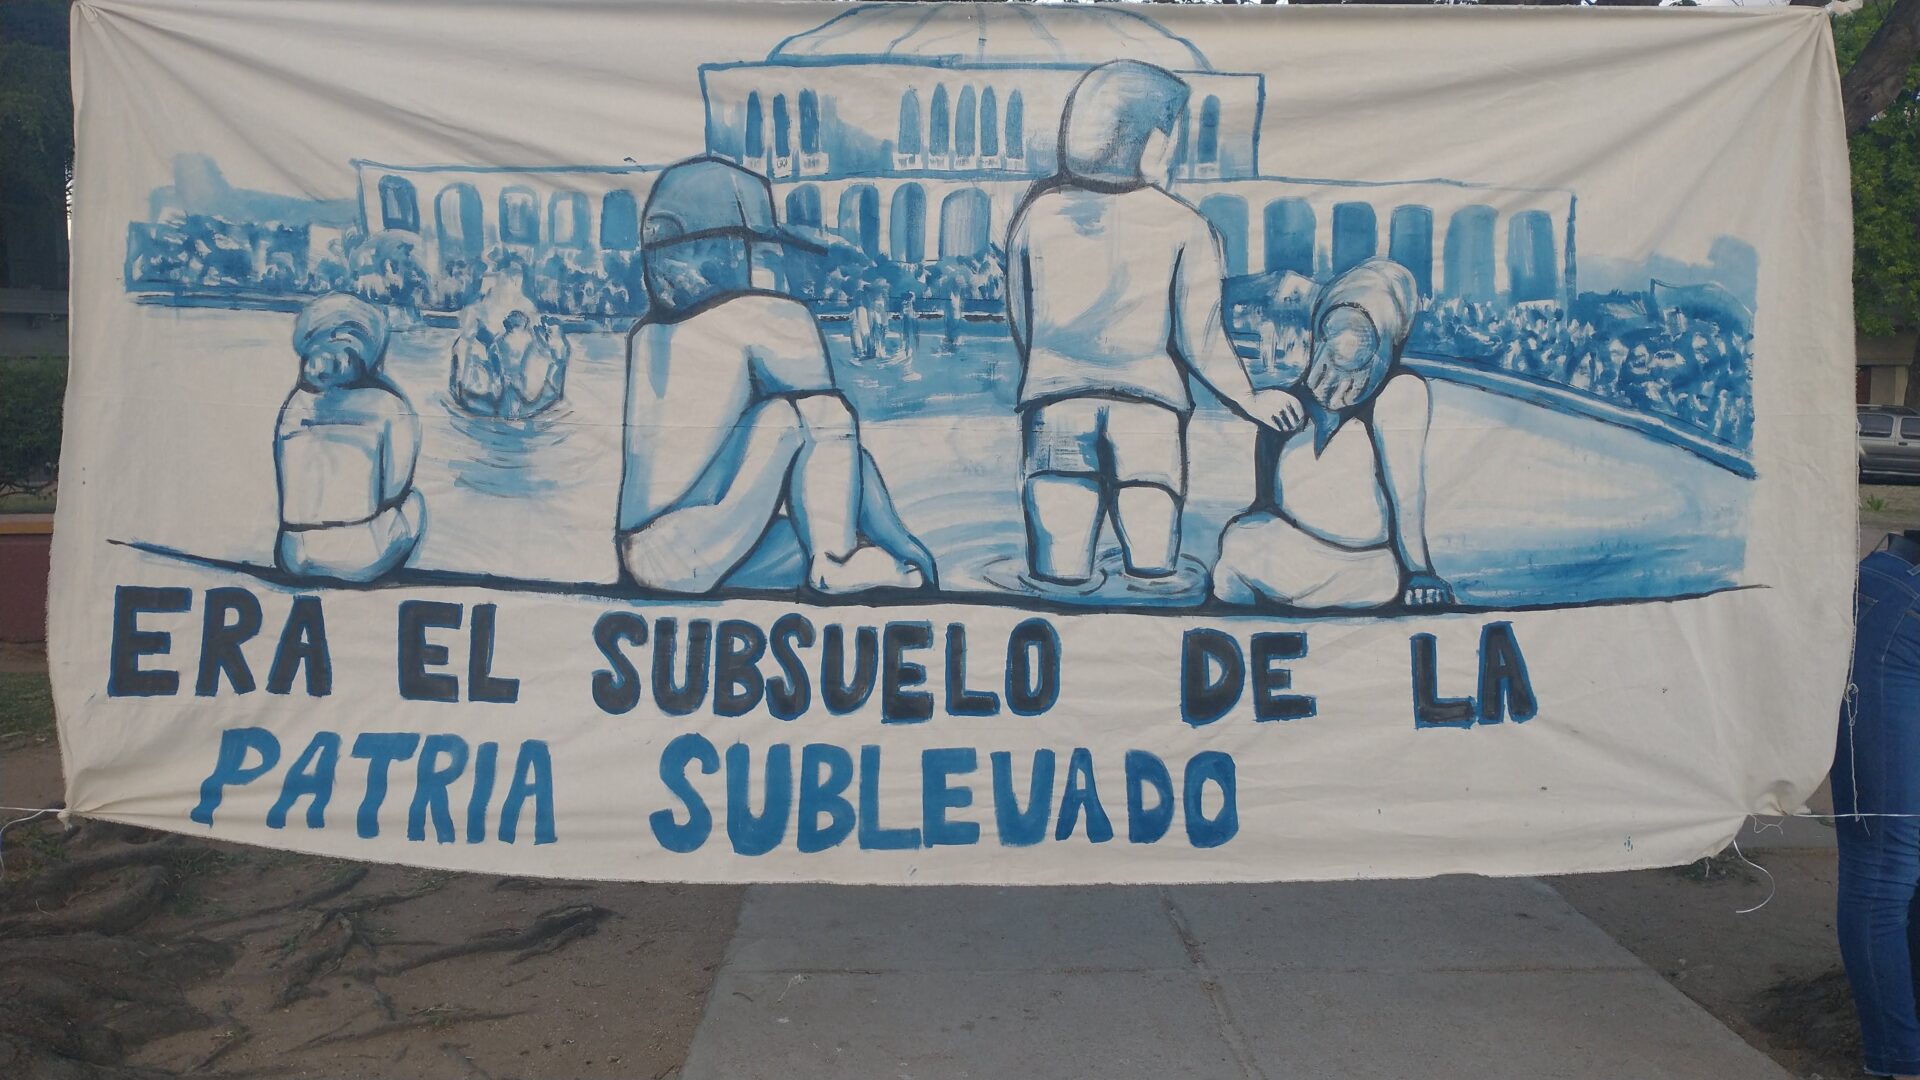 ERA EL SUBSUELO DE LA
PATRIA SUBLEVADO